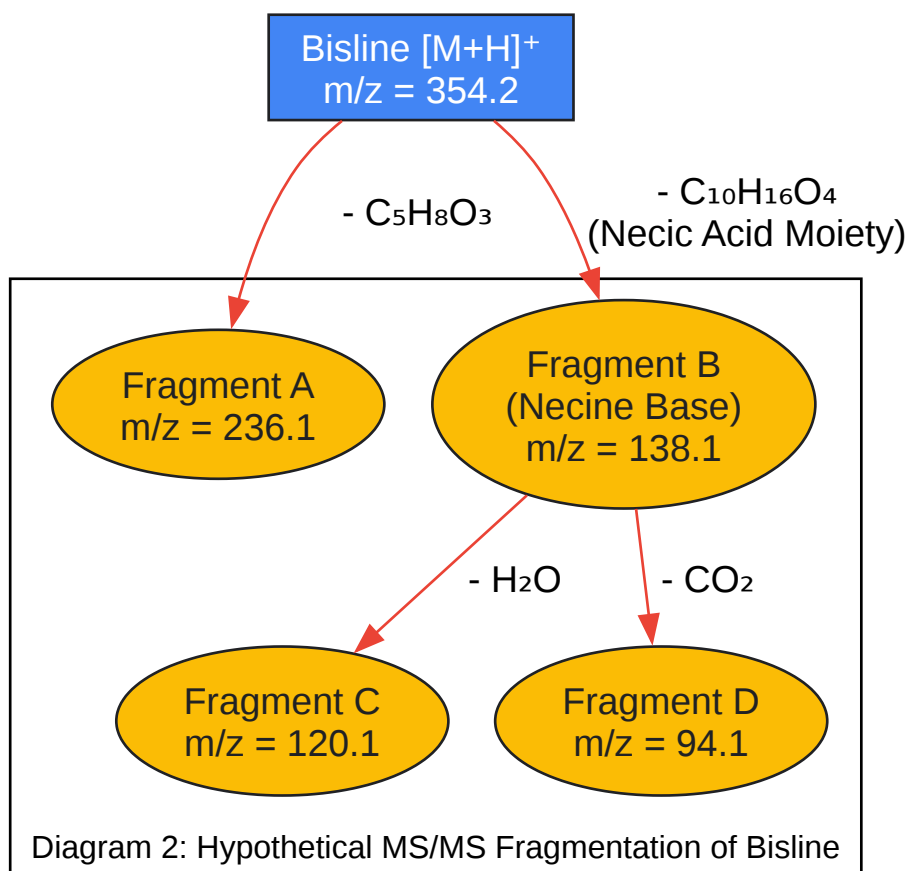 Bisline [M+H]⁺
m/z = 354.2
- C₅H₈O₃
- C₁₀H₁₆O₄
(Necic Acid Moiety)
Fragment A
m/z = 236.1
Fragment B
(Necine Base)
m/z = 138.1
- H₂O
- CO₂
Fragment C
m/z = 120.1
Fragment D
m/z = 94.1
Diagram 2: Hypothetical MS/MS Fragmentation of Bisline